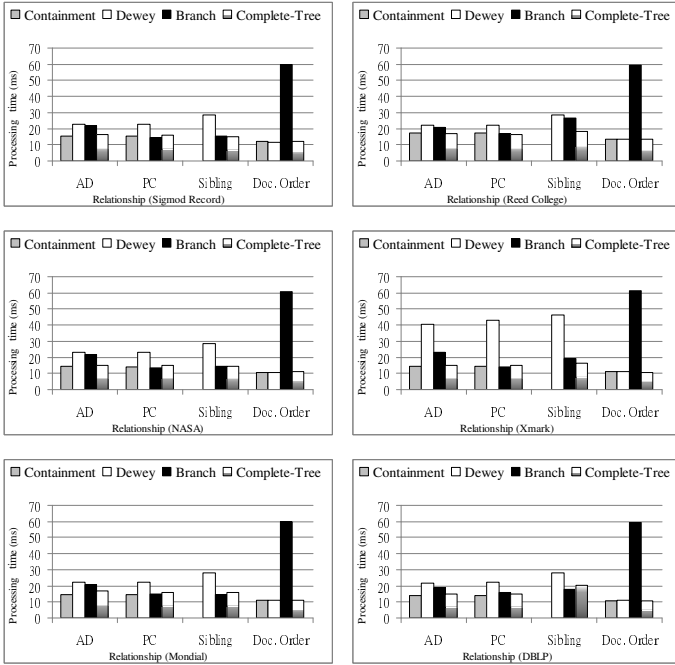 Containment Dewey Branch Complete-Tree
Processing time (ms)
70
60
50
40
30
20
10
0
AD PC Sibling Doc. Order
Relationship (Sigmod Record)
Containment Dewey Branch Complete-Tree
Processing time (ms)
70
60
50
40
30
20
10
0
AD PC Sibling Doc. Order
Relationship (Reed College)
Containment Dewey Branch Complete-Tree
Processing time (ms)
70
60
50
40
30
20
10
0
AD PC Sibling Doc. Order
Relationship (NASA)
Containment Dewey Branch Complete-Tree
Processing time (ms)
70
60
50
40
30
20
10
0
AD PC Sibling Doc. Order
Relationship (Xmark)
Containment Dewey Branch Complete-Tree
Processing time (ms)
70
60
50
40
30
20
10
0
AD PC Sibling Doc. Order
Relationship (Mondial)
Containment Dewey Branch Complete-Tree
Processing time (ms)
70
60
50
40
30
20
10
0
AD PC Sibling Doc. Order
Relationship (DBLP)